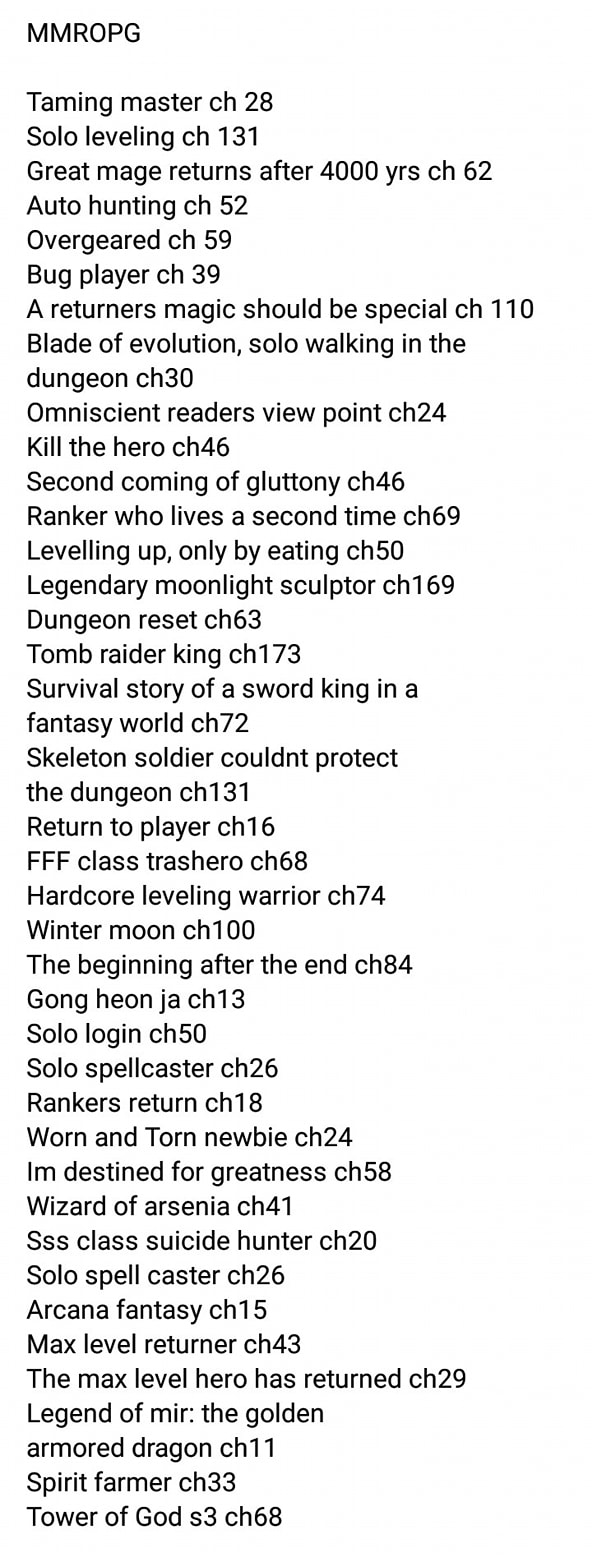 MMROPG
Taming master ch 28
Solo leveling ch 131
Great mage returns after 4000 yrs ch 62
Auto hunting ch 52
Overgeared ch 59
Bug player ch 39
A returners magic should be special ch 110
Blade of evolution, solo walking in the
dungeon ch30
Omniscient readers view point ch24
Kill the hero ch46
Second coming of gluttony ch46
Ranker who lives a second time ch69
Levelling up, only by eating ch50
Legendary moonlight sculptor ch169
Dungeon reset ch63
Tomb raider king ch173
Survival story of a sword king in a
fantasy world ch72
Skeleton soldier couldnt protect
the dungeon ch131
Return to player ch16
FFF class trashero ch68
Hardcore leveling warrior ch74
Winter moon ch100
The beginning after the end ch84
Gong heon ja ch13
Solo login ch50
Solo spellcaster ch26
Rankers return ch18
Worn and Torn newbie ch24
Im destined for greatness ch58
Wizard of arsenia ch41
Sss class suicide hunter ch20
Solo spell caster ch26
Arcana fantasy ch15
Max level returner ch43
The max level hero has returned ch29
Legend of mir: the golden
armored dragon ch11
Spirit farmer ch33
Tower of God s3 ch68